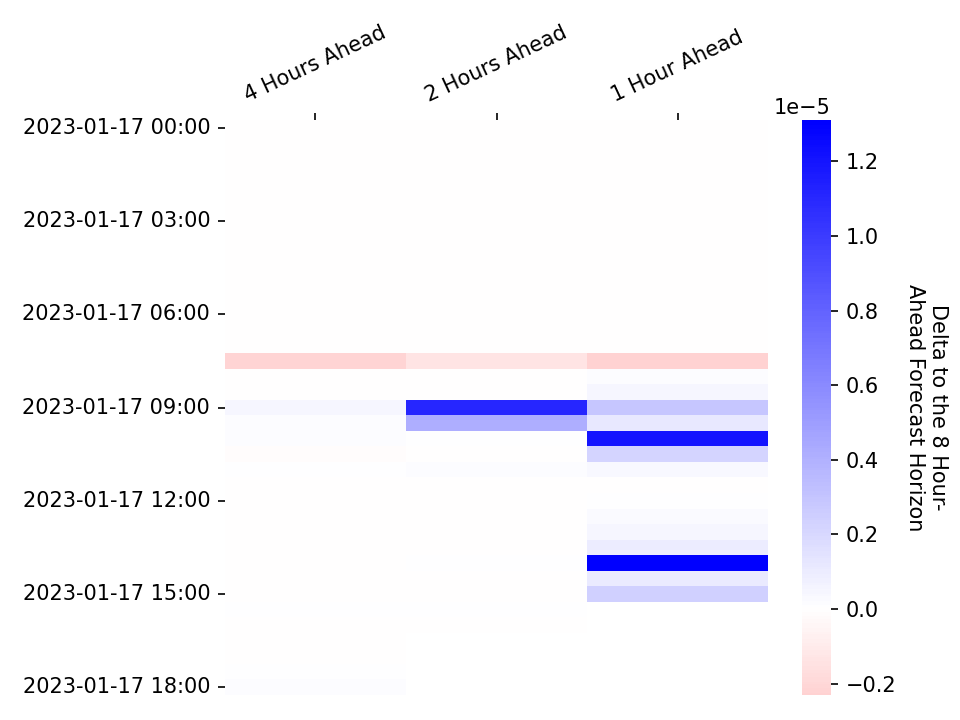 4 Hours Ahead
2 Hours Ahead
1 Hour Ahead
1e−5
2023-01-17 00:00
2023-01-17 03:00
2023-01-17 06:00
2023-01-17 09:00
2023-01-17 12:00
2023-01-17 15:00
2023-01-17 18:00
1.2
1.0
0.8
0.6
0.4
0.2
0.0
−0.2
Delta to the 8 Hour-
Ahead Forecast Horizon